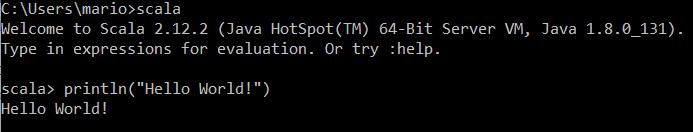 C:\Users\mario>scala
Welcome to Scala 2.12.2 (Java HotSpot(TM) 64-Bit Server VM, Java 1.8.0_131).
Type in expressions for evaluation. Or try :help.
scala> println("Hello World!")
Hello World!